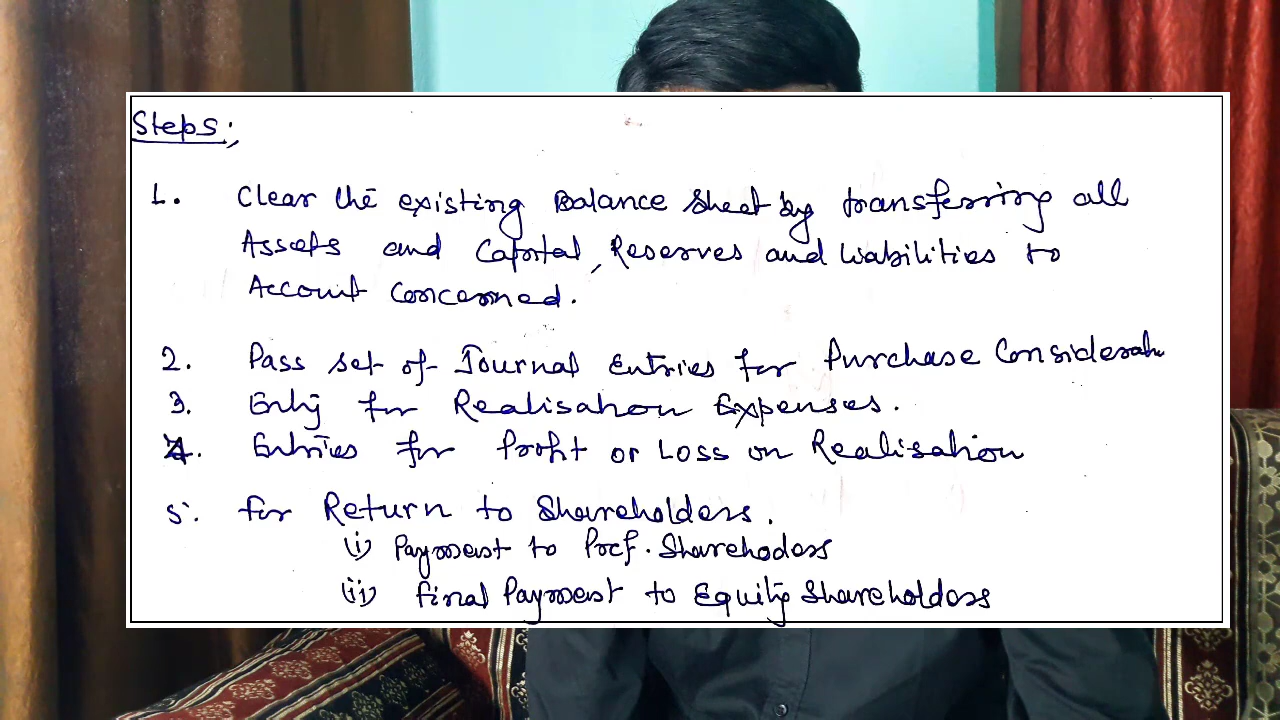 Steps:
1. Clear the existing Balance Sheet by transferring all
Assets and Capital, Reserves and Liabilities to
Account Concerned.
2. Pass set of Journal Entries for Purchase Considerati
3. Entry for Realisation Expenses.
4. Entries for Profit or Loss on Realisation
5. for Return to Shareholders.
(i) Payment to Pref. Sharehoders
(ii) final Payment to Equity Shareholders